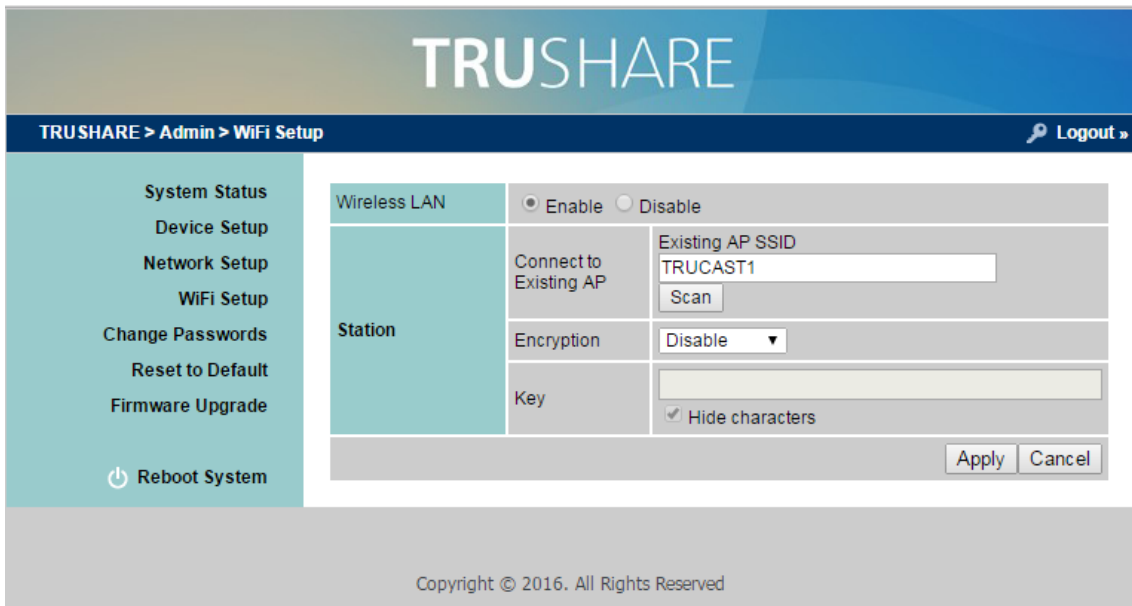 TRUSHARE
TRUSHARE > Admin > WiFi Setup
Logout »
System Status
Device Setup
Network Setup
WiFi Setup
Change Passwords
Reset to Default
Firmware Upgrade
Reboot System
Wireless LAN
Enable
Disable
Station
Connect to
Existing AP
Existing AP SSID
TRUCAST1
Scan
Encryption
Disable
Key
Hide characters
Apply
Cancel
Copyright © 2016. All Rights Reserved